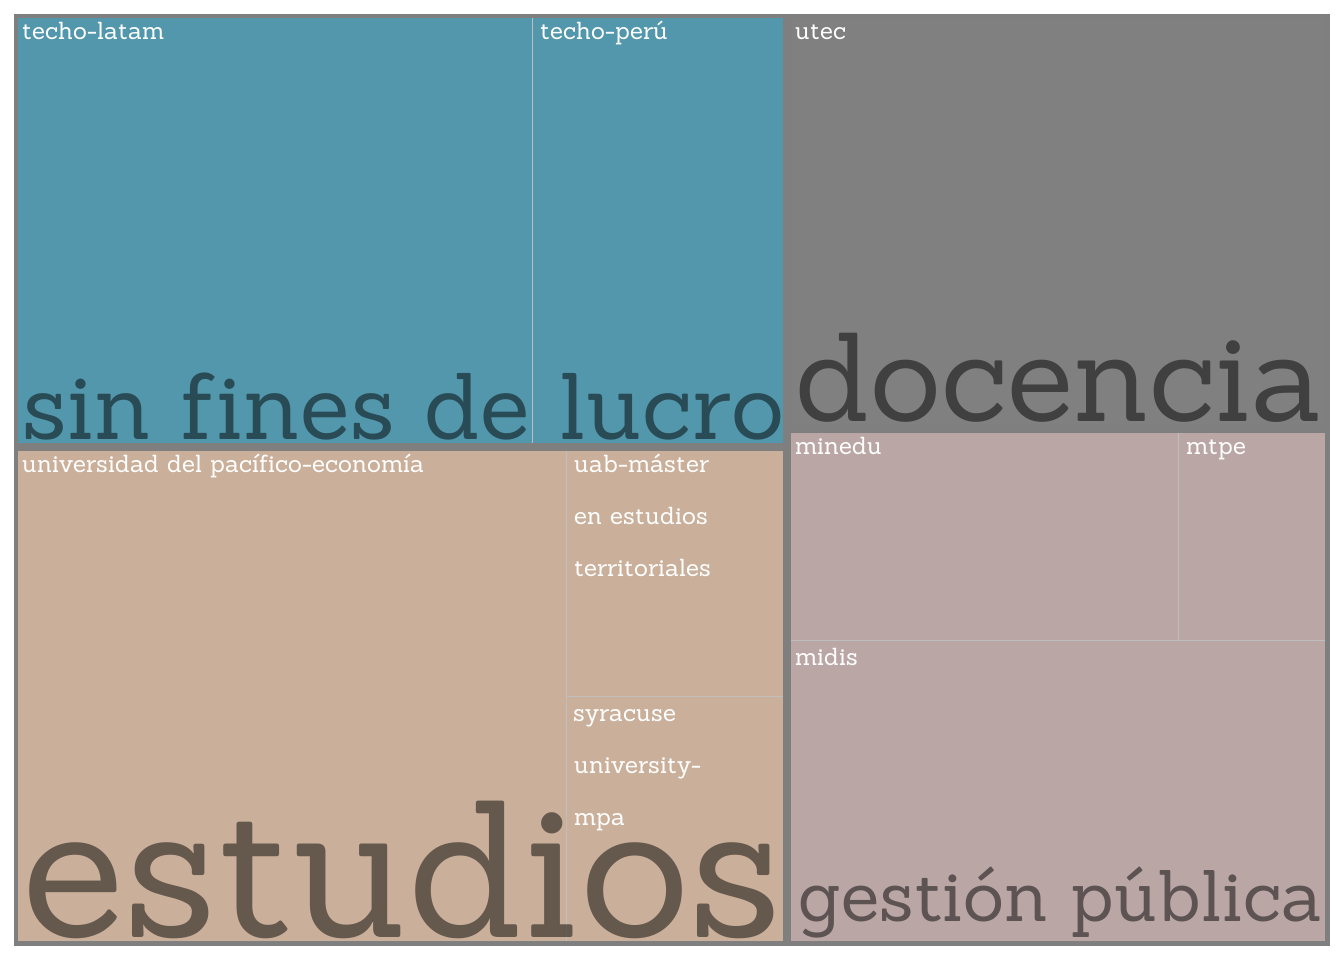 techo-latam
techo-perú
sin fines de lucro
utec
docencia
universidad del pacífico-economía
uab-máster
en estudios
territoriales
syracuse
university-
mpa
estudios
minedu
mtpe
midis
gestión pública